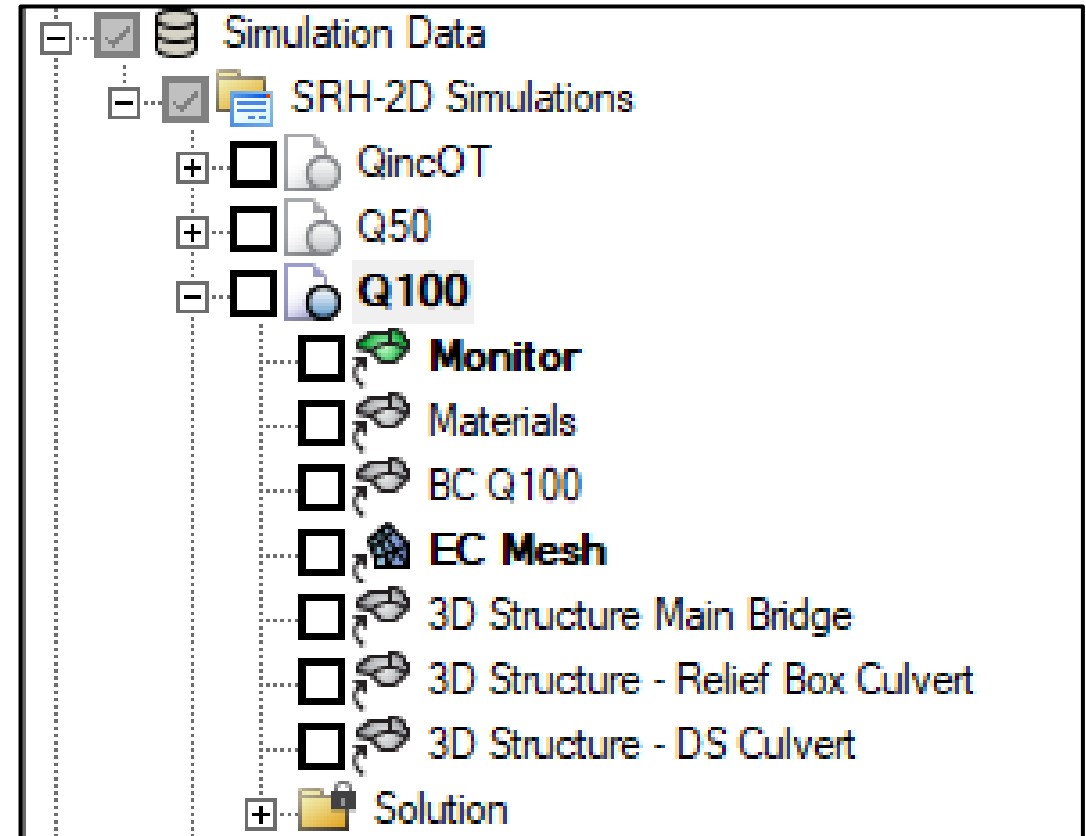 Simulation Data
SRH-2D Simulations
QincOT
Q50
Q100
Monitor
Materials
BC Q100
EC Mesh
3D Structure Main Bridge
3D Structure - Relief Box Culvert
3D Structure - DS Culvert
Solution